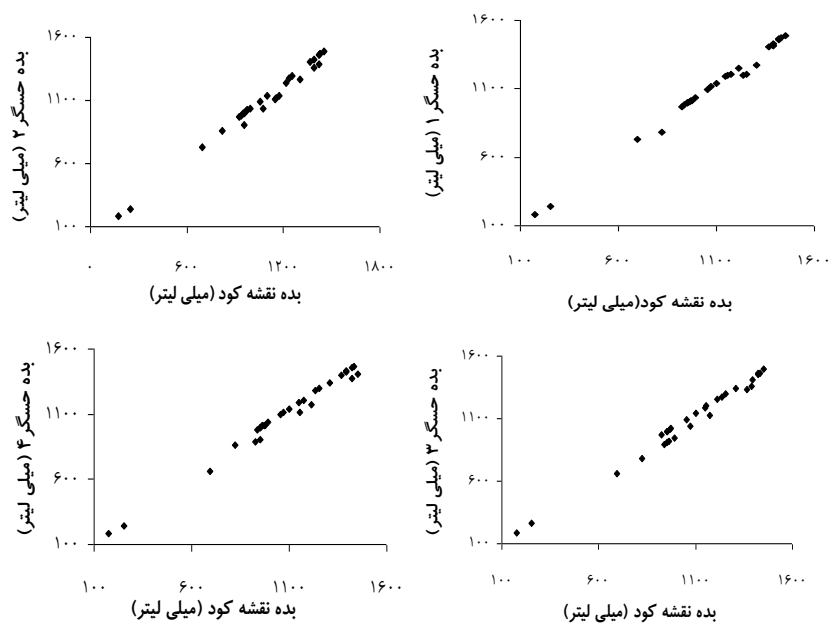 ۱۶۰۰
۱۱۰۰
۶۰۰
۱۰۰
۱۰۰ ۶۰۰ ۱۱۰۰ ۱۶۰۰
بده حسگر ۱ (میلی لیتر)
بده نقشه کود(میلی لیتر)
۱۶۰۰
۱۱۰۰
۶۰۰
۱۰۰
۰ ۶۰۰ ۱۲۰۰ ۱۸۰۰
بده حسگر ۲ (میلی لیتر)
بده نقشه کود (میلی لیتر)
۱۶۰۰
۱۱۰۰
۶۰۰
۱۰۰
۱۰۰ ۶۰۰ ۱۱۰۰ ۱۶۰۰
بده حسگر ۳ (میلی لیتر)
بده نقشه کود (میلی لیتر)
۱۶۰۰
۱۱۰۰
۶۰۰
۱۰۰
۱۰۰ ۶۰۰ ۱۱۰۰ ۱۶۰۰
بده حسگر ۴ (میلی لیتر)
بده نقشه کود (میلی لیتر)